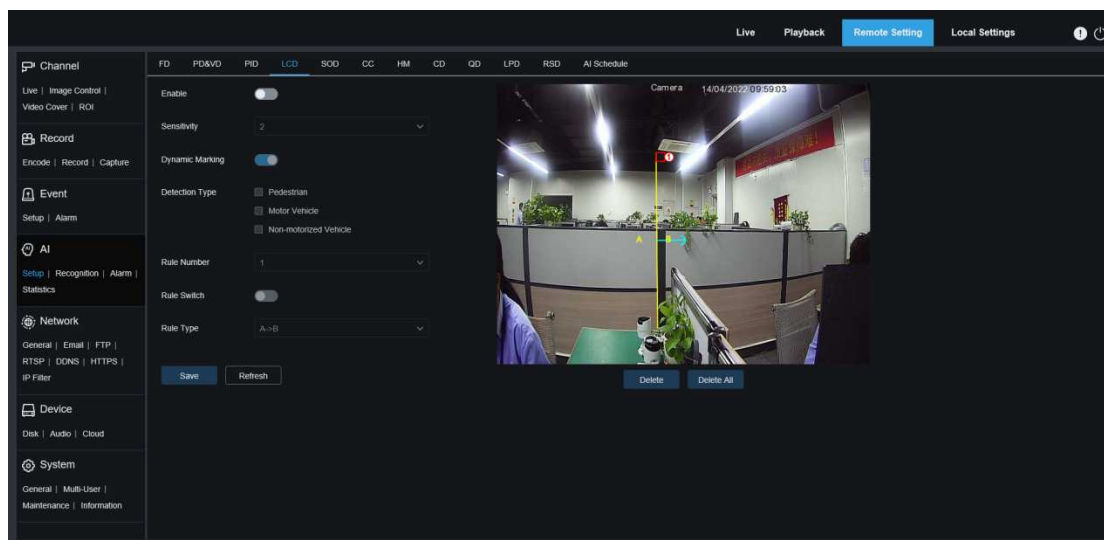 Live Playback Remote Setting Local Settings
Channel
Live | Image Control |
Video Cover | ROI
Record
Encode | Record | Capture
Event
Setup | Alarm
AI
Setup | Recognition | Alarm |
Statistics
Network
General | Email | FTP |
RTSP | DDNS | HTTPS |
IP Filter
Device
Disk | Audio | Cloud
System
General | Multi-User |
Maintenance | Information
FD PD&VD PID LCD SOD CC HM CD QD LPD RSD AI Schedule
Enable
Sensitivity 2
Dynamic Marking
Detection Type Pedestrian
Motor Vehicle
Non-motorized Vehicle
Rule Number 1
Rule Switch
Rule Type A->B
Save Refresh
Camera 14/04/2022 09:59:03
1
A B
Delete Delete All